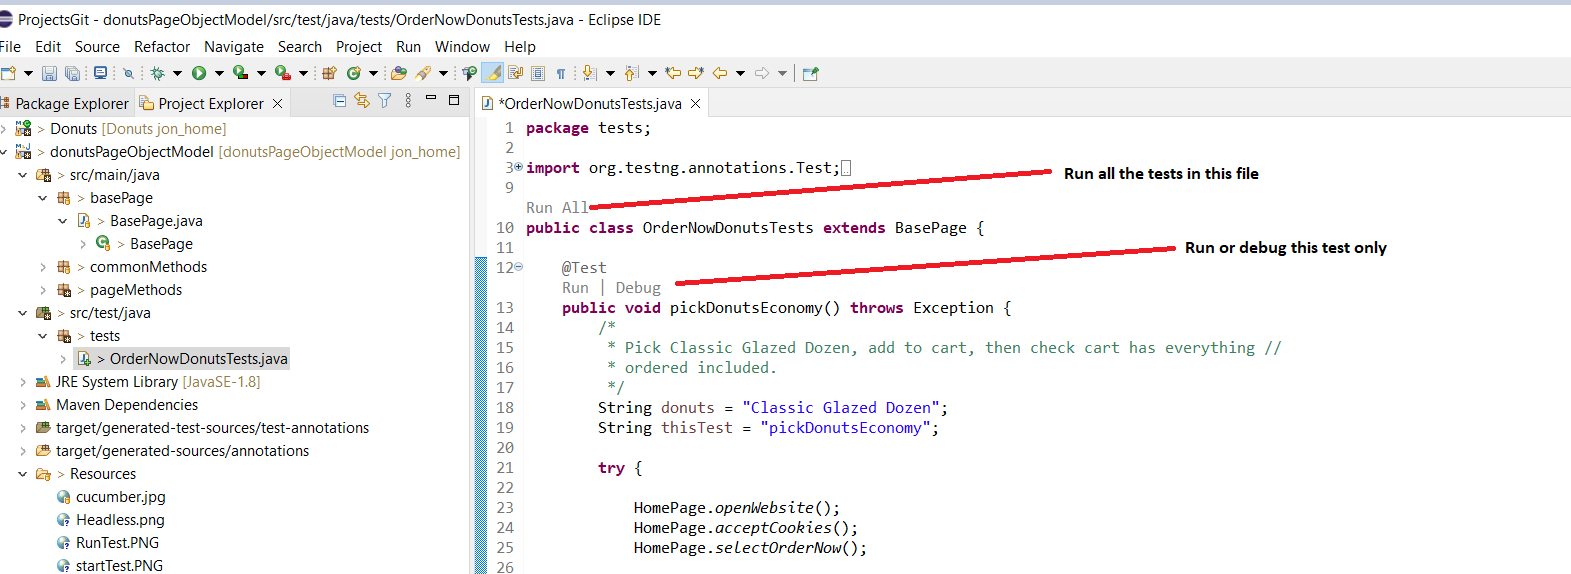 ProjectsGit - donutsPageObjectModel/src/test/java/tests/OrderNowDonutsTests.java - Eclipse IDE
File Edit Source Refactor Navigate Search Project Run Window Help
Package Explorer Project Explorer
> Donuts [Donuts jon_home]
> donutsPageObjectModel [donutsPageObjectModel jon_home]
> src/main/java
> basePage
> BasePage.java
> BasePage
> commonMethods
> pageMethods
> src/test/java
> tests
> OrderNowDonutsTests.java
JRE System Library [JavaSE-1.8]
Maven Dependencies
target/generated-test-sources/test-annotations
target/generated-sources/annotations
> Resources
cucumber.jpg
Headless.png
RunTest.PNG
startTest.PNG
*OrderNowDonutsTests.java
1 package tests;
2
3 import org.testng.annotations.Test;
9
Run All
10 public class OrderNowDonutsTests extends BasePage {
11
12 @Test
Run | Debug
13 public void pickDonutsEconomy() throws Exception {
14 /*
15 * Pick Classic Glazed Dozen, add to cart, then check cart has everything //
16 * ordered included.
17 */
18 String donuts = "Classic Glazed Dozen";
19 String thisTest = "pickDonutsEconomy";
20
21 try {
22
23 HomePage.openWebsite();
24 HomePage.acceptCookies();
25 HomePage.selectOrderNow();
26
Run all the tests in this file
Run or debug this test only